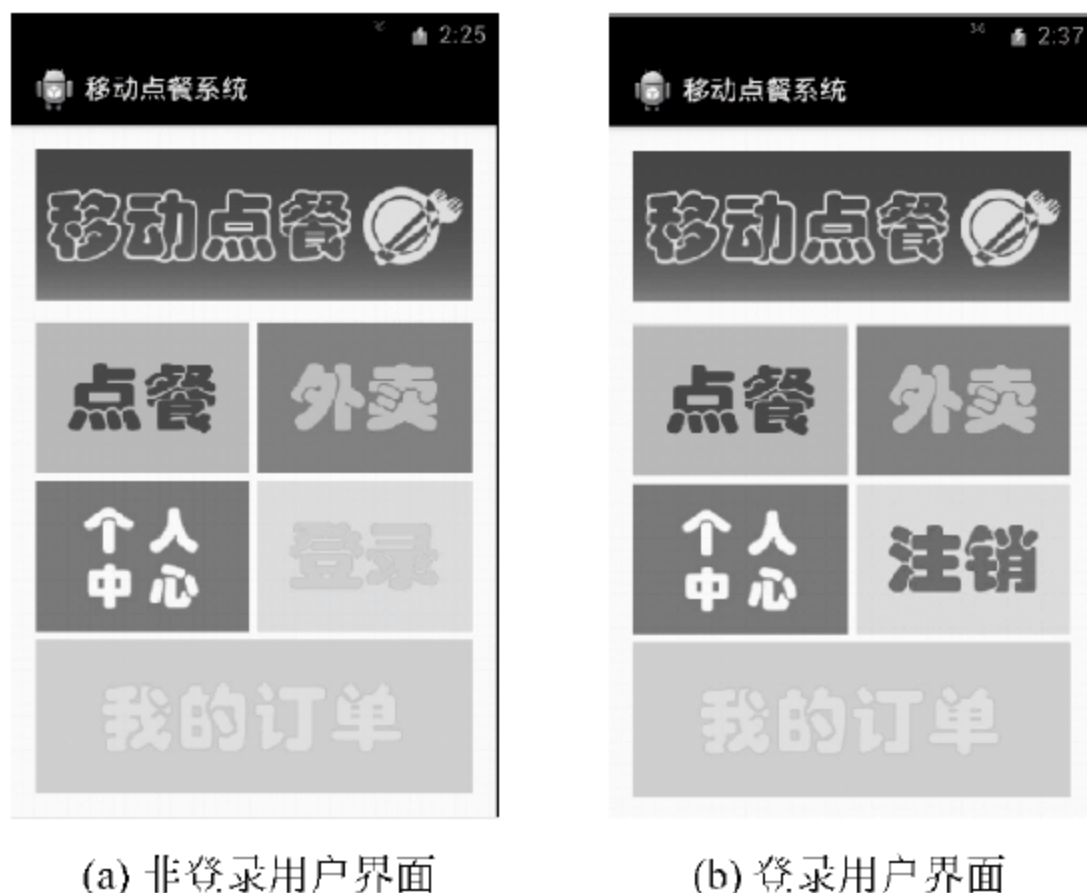 2:25
移动点餐系统
移动点餐
点餐 外卖
个人
中心
登录
我的订单
(a) 非登录用户界面
36 2:37
移动点餐系统
移动点餐
点餐 外卖
个人
中心
注销
我的订单
(b) 登录用户界面